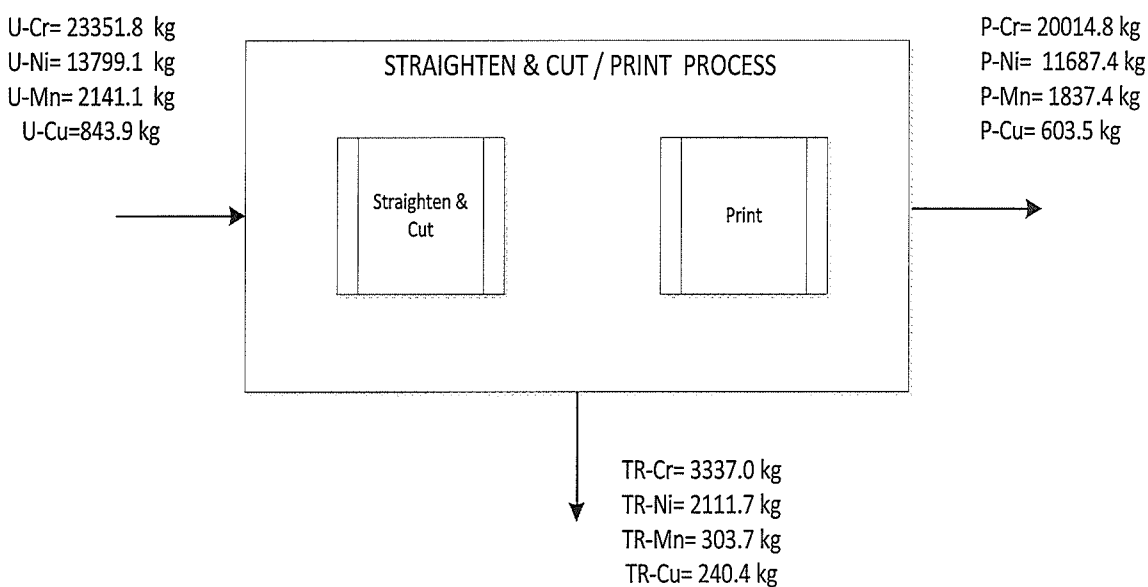 U-Cr= 23351.8 kg
U-Ni= 13799.1 kg
U-Mn= 2141.1 kg
U-Cu=843.9 kg
STRAIGHTEN & CUT / PRINT PROCESS
Straighten &
Cut
Print
P-Cr= 20014.8 kg
P-Ni= 11687.4 kg
P-Mn= 1837.4 kg
P-Cu= 603.5 kg
TR-Cr= 3337.0 kg
TR-Ni= 2111.7 kg
TR-Mn= 303.7 kg
TR-Cu= 240.4 kg